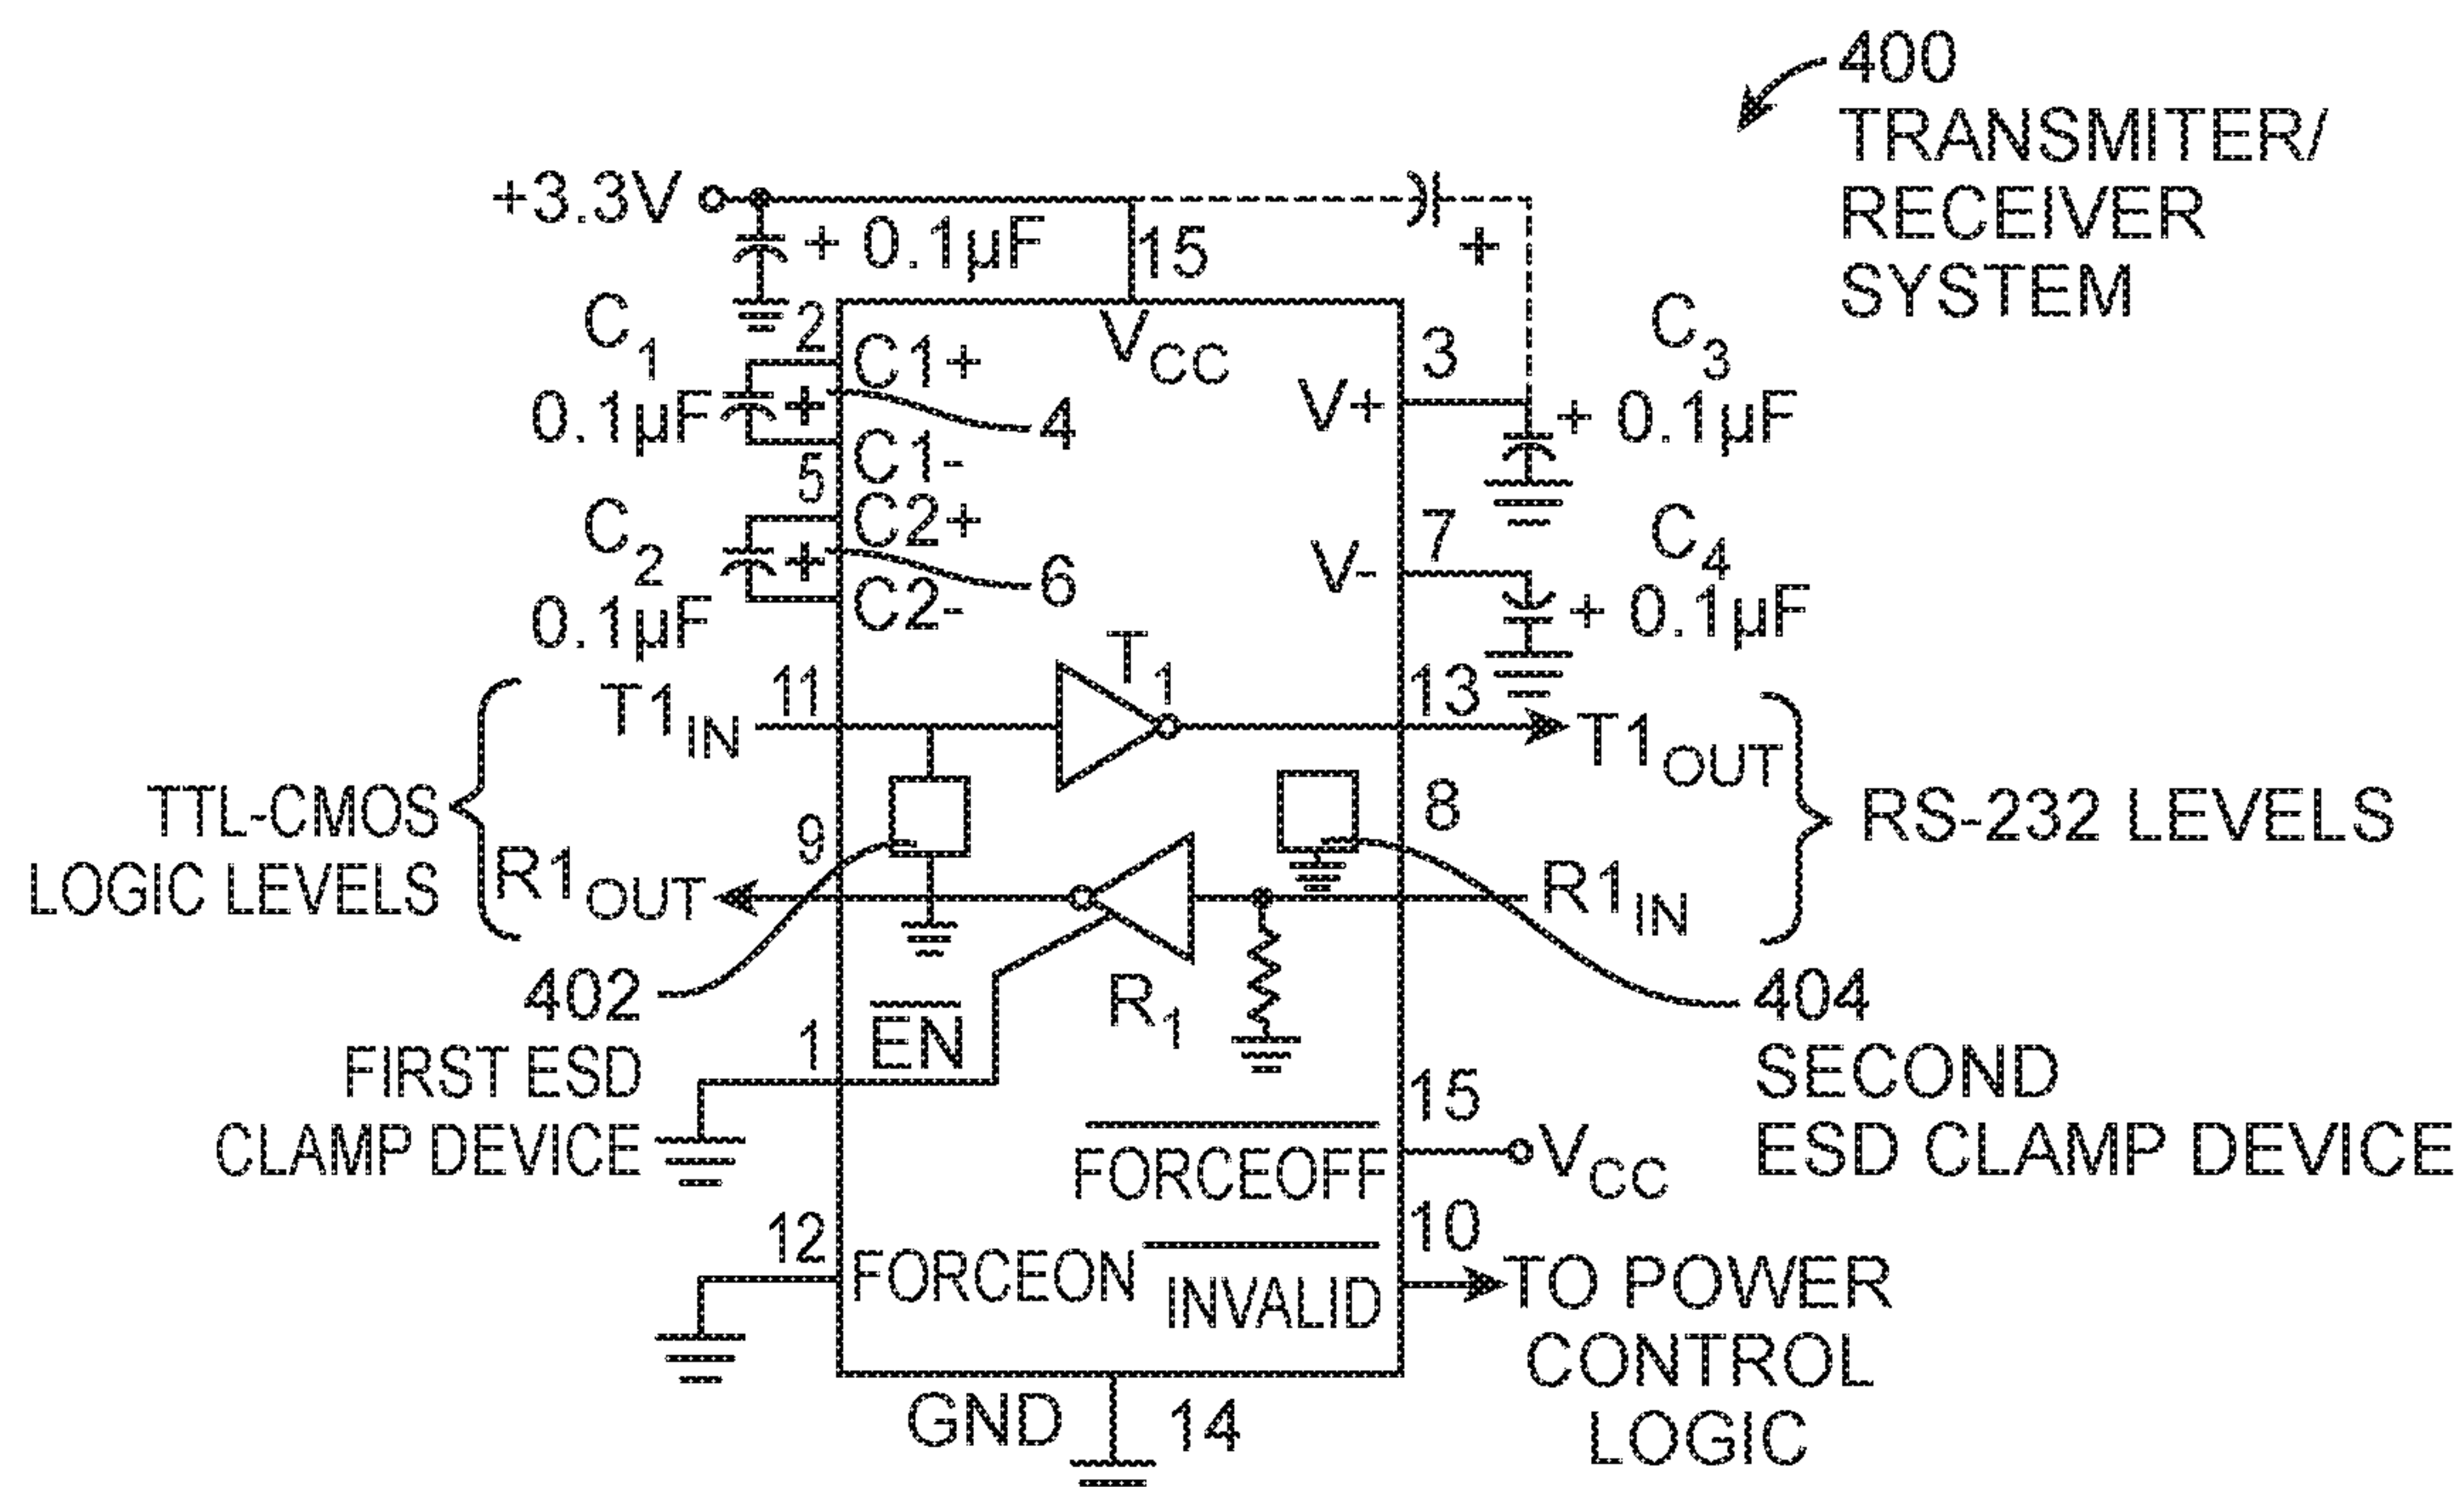 400
TRANSMITER/
RECEIVER
SYSTEM
+3.3V
+ 0.1µF
15
+
C1
0.1µF
+
2
C1+
VCC
V+
3
C3
+ 0.1µF
4
C1-
5
C2+
C2
0.1µF
+
6
C2-
V-
7
C4
+ 0.1µF
T1IN
11
T1
13
T1OUT
TTL-CMOS
LOGIC LEVELS
9
R1OUT
8
R1IN
RS-232 LEVELS
402
FIRST ESD
CLAMP DEVICE
R1
404
SECOND
ESD CLAMP DEVICE
1
EN
15
FORCEOFF
VCC
12
FORCEON
10
INVALID
TO POWER
CONTROL
LOGIC
GND
14